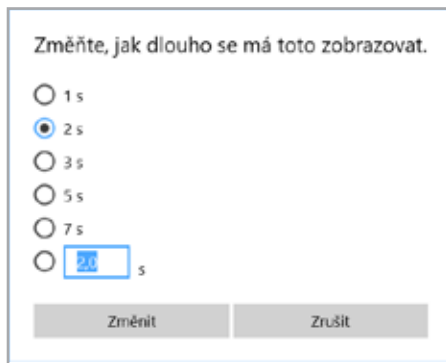 Změňte, jak dlouho se má toto zobrazovat.
1 s
2 s
3 s
5 s
7 s
2,0 s
Změnit Zrušit